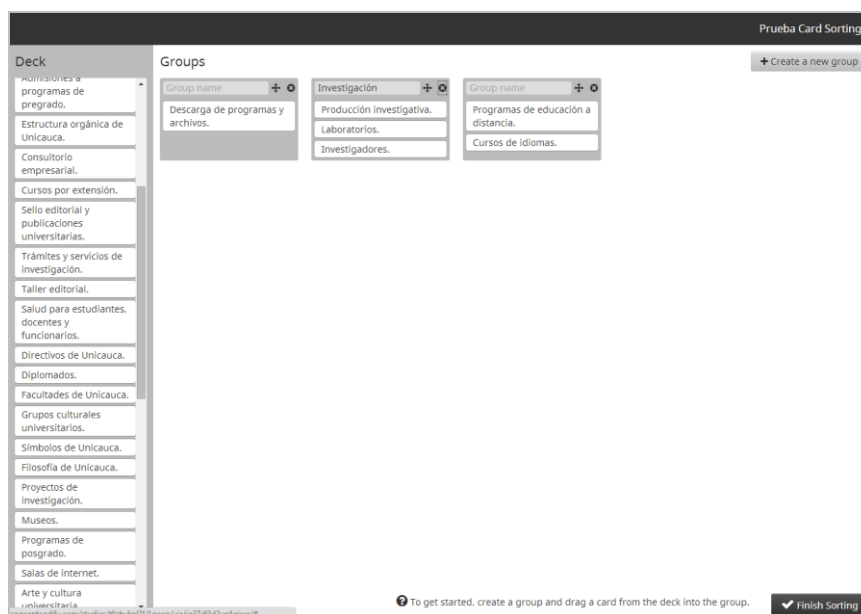 Prueba Card Sorting
Deck
Groups
+ Create a new group
Admisiones a
programas de
pregrado.
Estructura orgánica de
Unicauca.
Consultorio
empresarial.
Cursos por extensión.
Sello editorial y
publicaciones
universitarias.
Trámites y servicios de
investigación.
Taller editorial.
Salud para estudiantes,
docentes y
funcionarios.
Directivos de Unicauca.
Diplomados.
Facultades de Unicauca.
Grupos culturales
universitarios.
Símbolos de Unicauca.
Filosofía de Unicauca.
Proyectos de
investigación.
Museos.
Programas de
posgrado.
Salas de internet.
Arte y cultura
universitaria
Group name
Descarga de programas y
archivos.
Investigación
Producción investigativa.
Laboratorios.
Investigadores.
Group name
Programas de educación a
distancia.
Cursos de idiomas.
To get started, create a group and drag a card from the deck into the group.
Finish Sorting